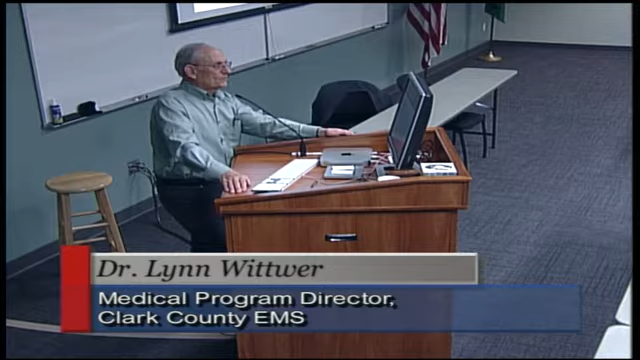 Dr. Lynn Wittwer
Medical Program Director,
Clark County EMS